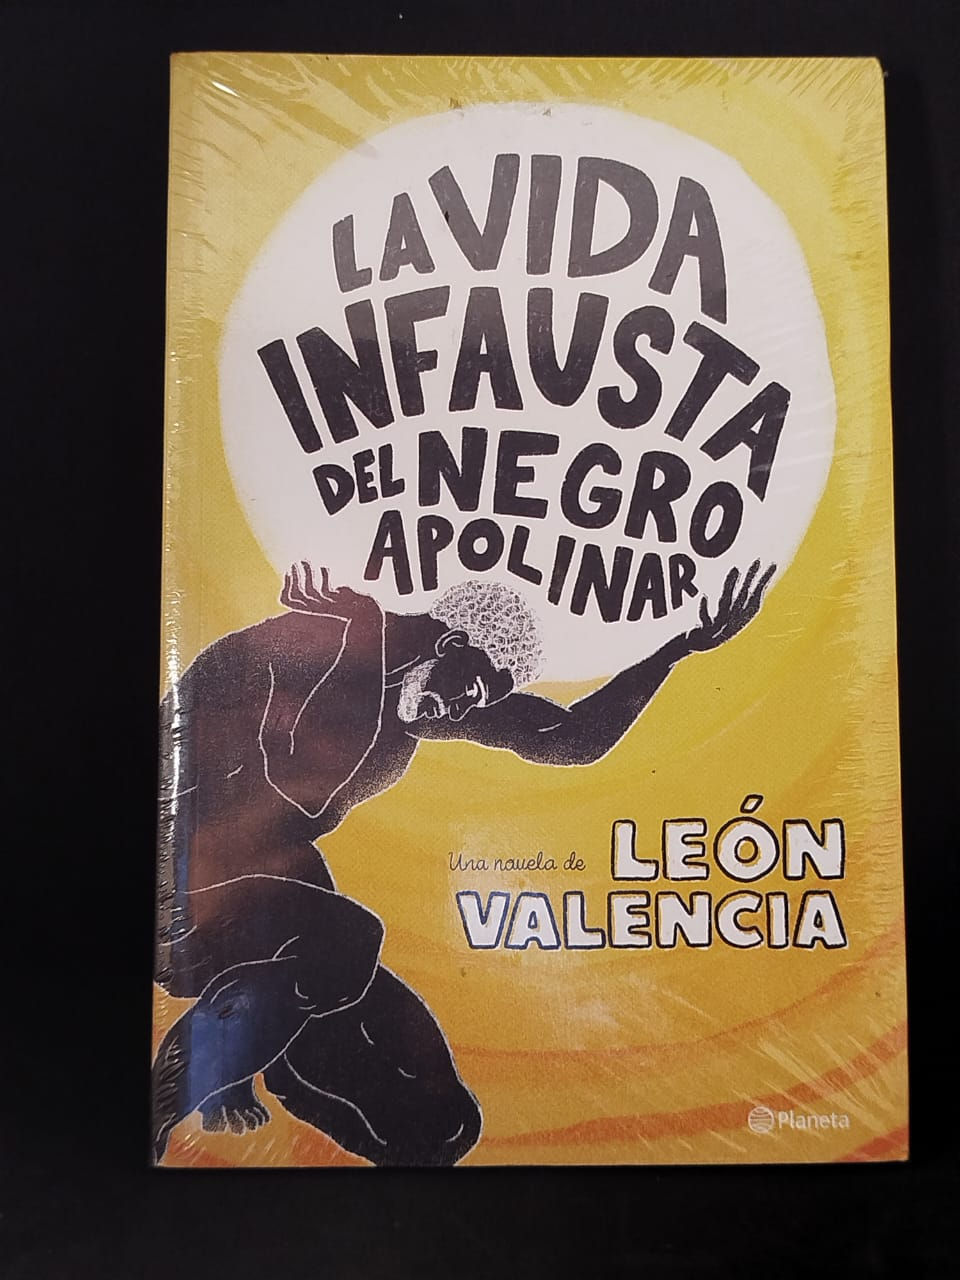 LA VIDA
INFAUSTA
DEL NEGRO
APOLINAR
Una novela de LEÓN
VALENCIA
Planeta